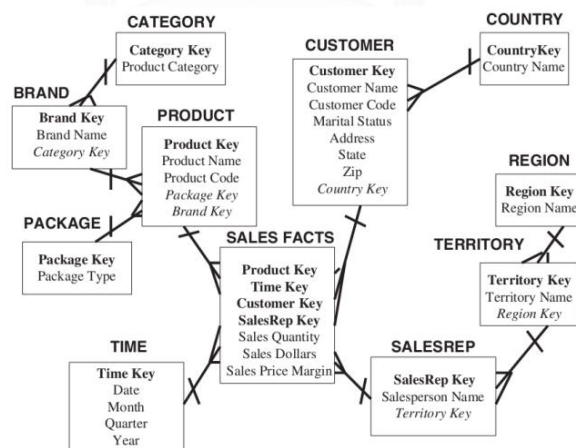 CATEGORY
Category Key
Product Category
BRAND
Brand Key
Brand Name
Category Key
PRODUCT
Product Key
Product Name
Product Code
Package Key
Brand Key
PACKAGE
Package Key
Package Type
CUSTOMER
Customer Key
Customer Name
Customer Code
Marital Status
Address
State
Zip
Country Key
COUNTRY
CountryKey
Country Name
REGION
Region Key
Region Name
TERRITORY
Territory Key
Territory Name
Region Key
SALES FACTS
Product Key
Time Key
Customer Key
SalesRep Key
Sales Quantity
Sales Dollars
Sales Price Margin
TIME
Time Key
Date
Month
Quarter
Year
SALESREP
SalesRep Key
Salesperson Name
Territory Key